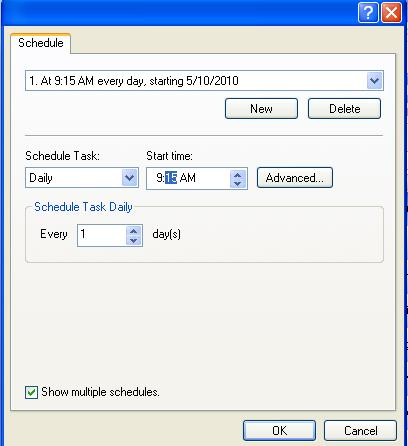 ?
Schedule
1. At 9:15 AM every day, starting 5/10/2010
New Delete
Schedule Task: Start time:
Daily 9:15 AM Advanced...
Schedule Task Daily
Every 1 day(s)
Show multiple schedules.
OK Cancel